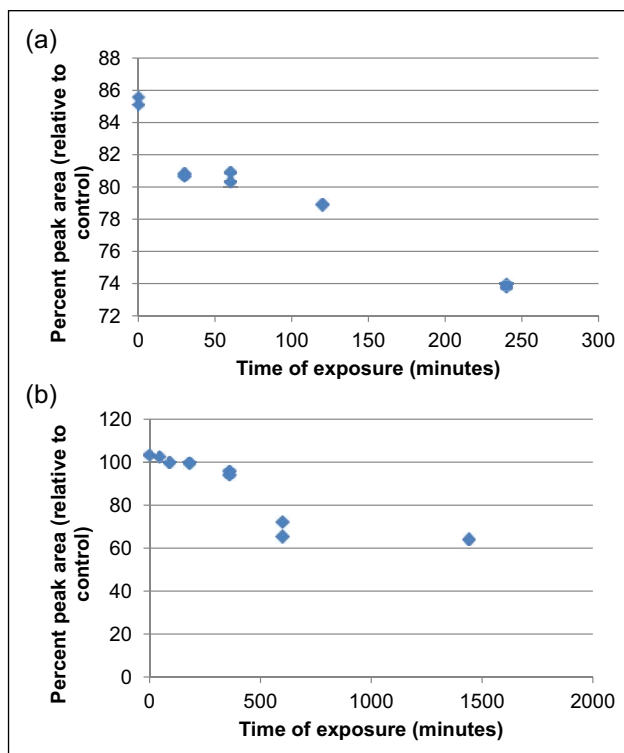 (a)
Percent peak area (relative to
control)
88
86
84
82
80
78
76
74
72
0 50 100 150 200 250 300
Time of exposure (minutes)
(b)
Percent peak area (relative to
control)
120
100
80
60
40
20
0
0 500 1000 1500 2000
Time of exposure (minutes)